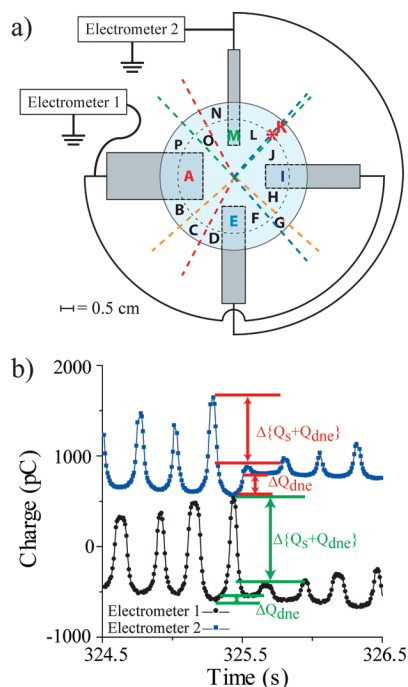 a)
Electrometer 2
Electrometer 1
N
M
L
K
P
O
J
A
I
H
B
E
F
G
C
D
= 0.5 cm
b)
2000
1000
0
-1000
Charge (pC)
Δ{Qs+Qdne}
ΔQdne
Δ{Qs+Qdne}
ΔQdne
Electrometer 1
Electrometer 2
324.5
325.5
326.5
Time (s)